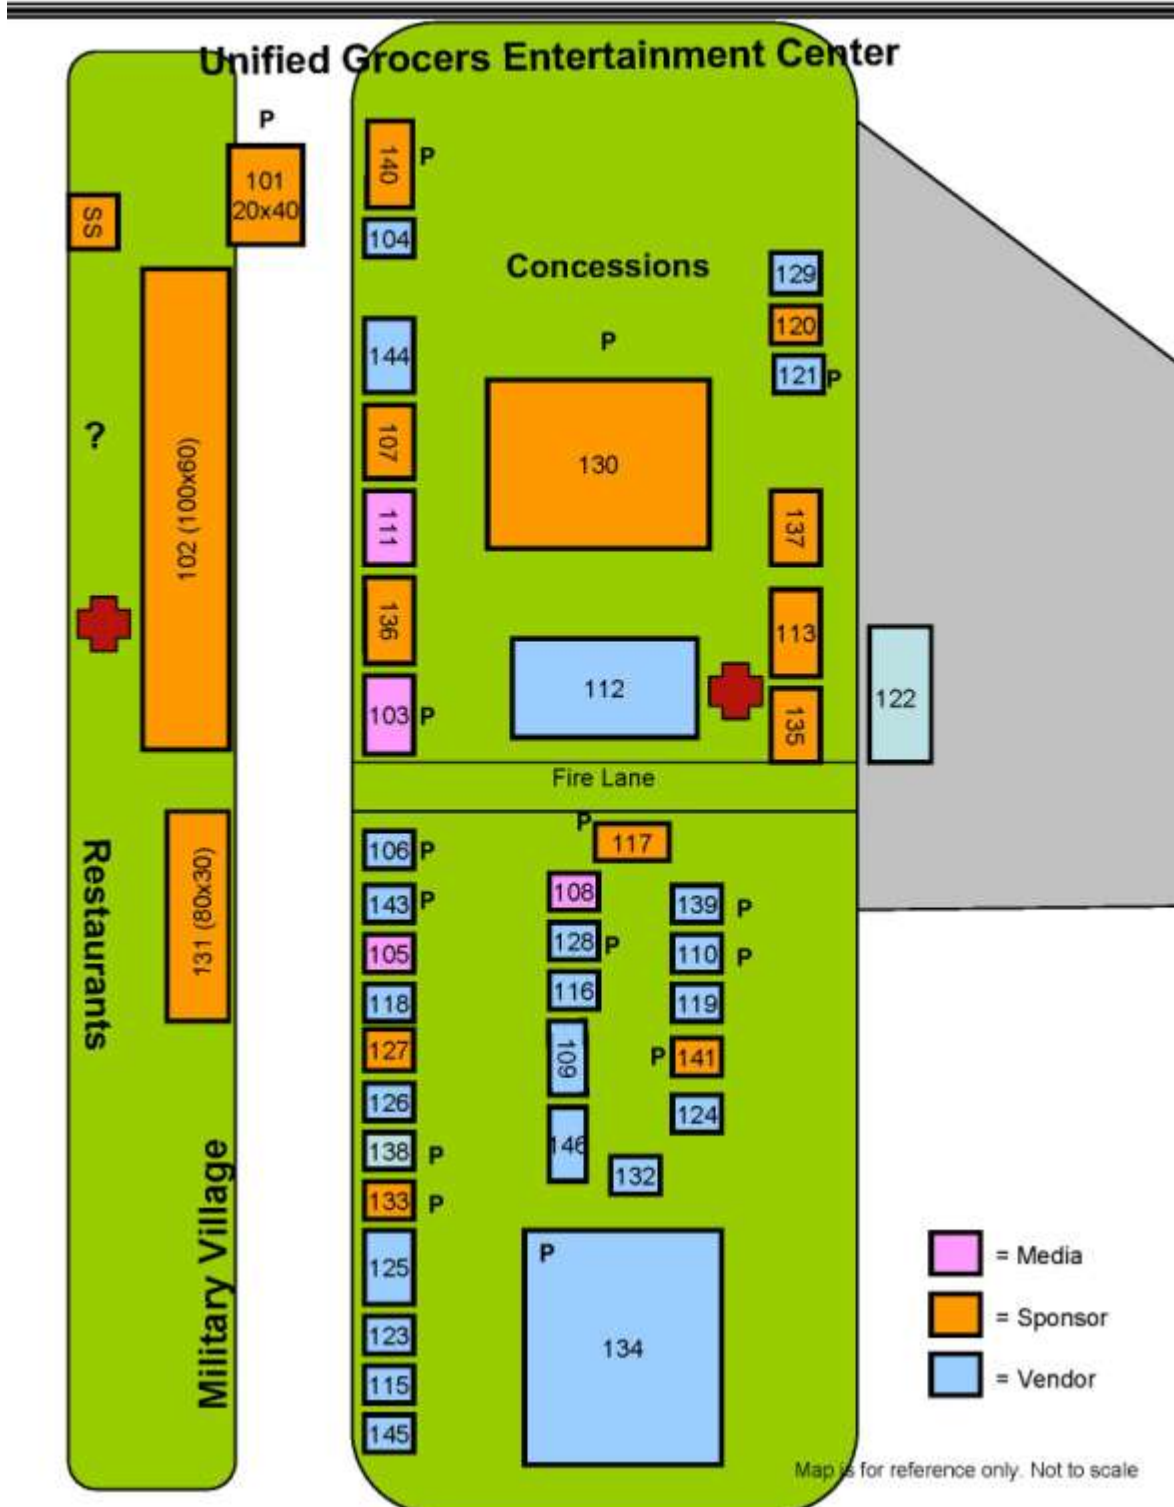 Unified Grocers Entertainment Center
P
101
20x40
SS
?
102 (100x60)
131 (80x30)
Restaurants
Military Village
140
P
104
Concessions
129
120
121
P
P
144
107
111
136
103
P
130
137
113
135
112
122
Fire Lane
106
P
143
P
105
118
127
126
138
P
133
P
125
123
115
145
P
117
108
128
P
116
109
146
132
139
P
110
P
119
P
141
124
P
134
= Media
= Sponsor
= Vendor
Map is for reference only. Not to scale